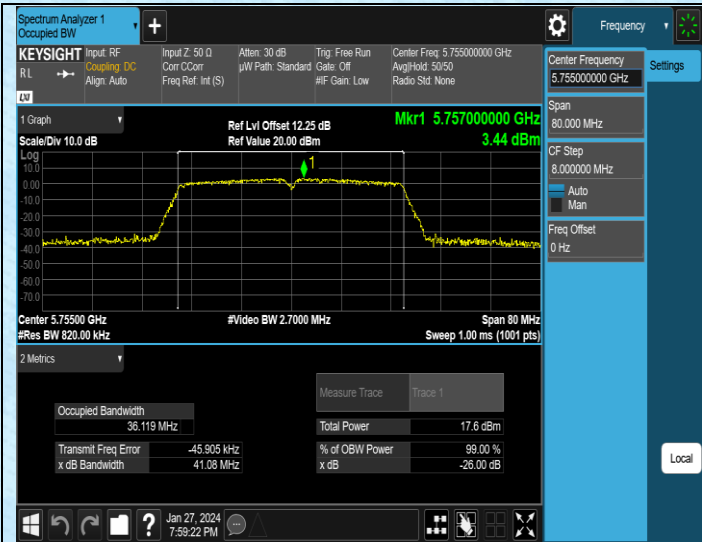 Spectrum Analyzer 1
Occupied BW
+
Frequency
KEYSIGHT
RL
LXI
Input: RF
Coupling: DC
Align: Auto
Input Z: 50 Ω
Corr CCorr
Freq Ref: Int (S)
Atten: 30 dB
µW Path: Standard
Trig: Free Run
Gate: Off
#IF Gain: Low
Center Freq: 5.755000000 GHz
Avg|Hold: 50/50
Radio Std: None
Center Frequency
5.755000000 GHz
Settings
Span
80.000 MHz
CF Step
8.000000 MHz
Auto
Man
Freq Offset
0 Hz
Local
1 Graph
Scale/Div 10.0 dB
Ref Lvl Offset 12.25 dB
Ref Value 20.00 dBm
Mkr1 5.757000000 GHz
3.44 dBm
Log
10.0
0.00
-10.0
-20.0
-30.0
-40.0
-50.0
-60.0
-70.0
1
Center 5.75500 GHz
#Res BW 820.00 kHz
#Video BW 2.7000 MHz
Span 80 MHz
Sweep 1.00 ms (1001 pts)
2 Metrics
Measure Trace Trace 1
Occupied Bandwidth
36.119 MHz
Total Power 17.6 dBm
Transmit Freq Error -45.905 kHz
% of OBW Power 99.00 %
x dB Bandwidth 41.08 MHz
x dB -26.00 dB
?
Jan 27, 2024
7:59:22 PM